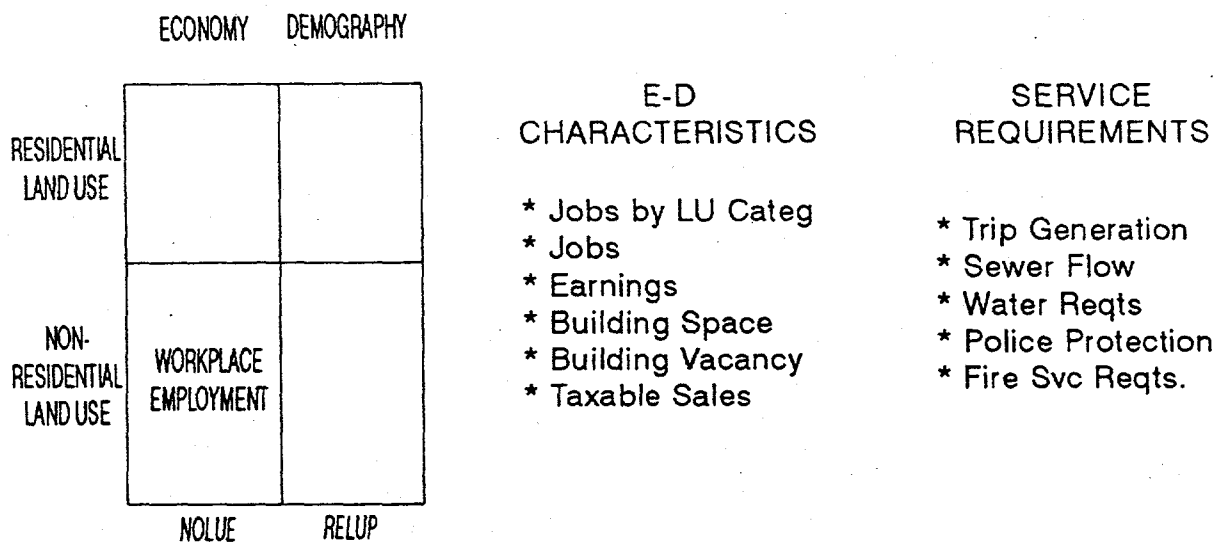 ECONOMY DEMOGRAPHY
RESIDENTIAL
LAND USE
NON-
RESIDENTIAL
LAND USE
WORKPLACE
EMPLOYMENT
NOLUE RELUP
E-D
CHARACTERISTICS
* Jobs by LU Categ
* Jobs
* Earnings
* Building Space
* Building Vacancy
* Taxable Sales
SERVICE
REQUIREMENTS
* Trip Generation
* Sewer Flow
* Water Reqts
* Police Protection
* Fire Svc Reqts.